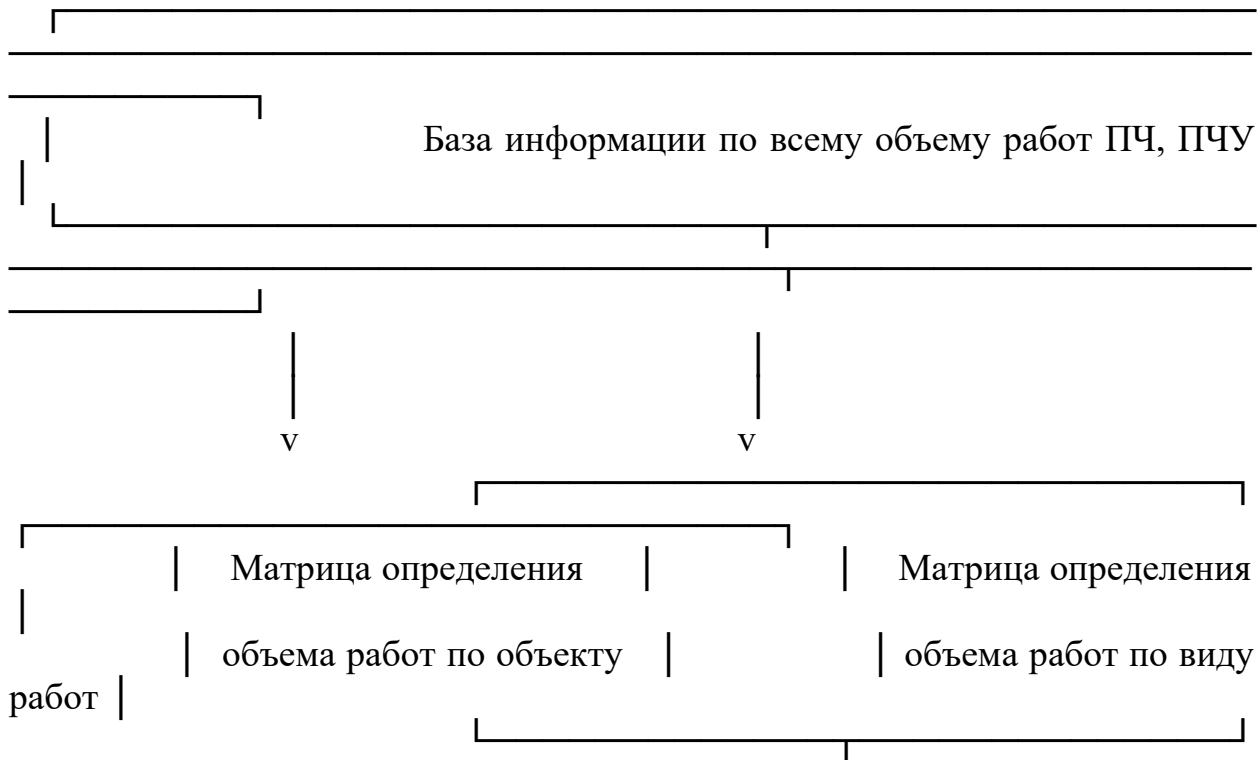 База информации по всему объему работ ПЧ, ПЧУ
v v
Матрица определения Матрица определения
объема работ по объекту объема работ по виду
работ